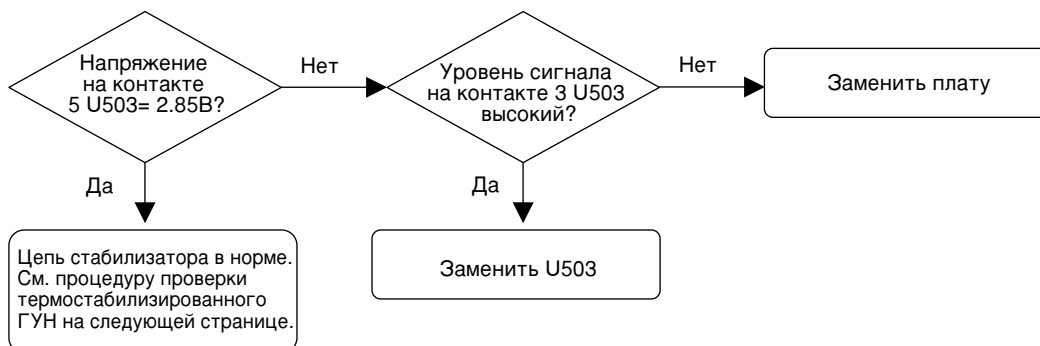 Напряжение
на контакте
5 U503= 2.85В?
Нет
Уровень сигнала
на контакте 3 U503
высокий?
Нет
Заменить плату
Да
Да
Цепь стабилизатора в норме.
См. процедуру проверки
термостабилизированного
ГУН на следующей странице.
Заменить U503